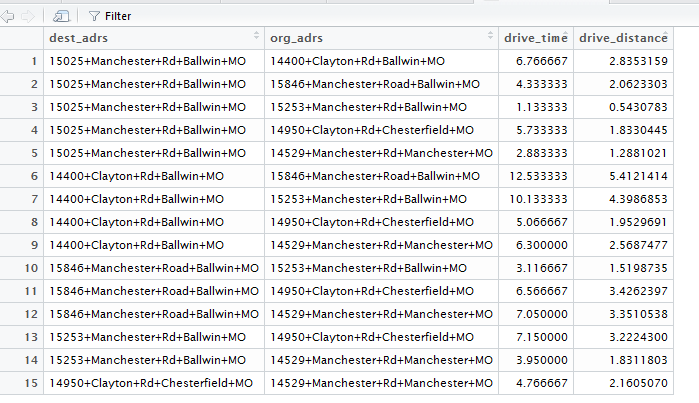 Filter
dest_adrs org_adrs drive_time drive_distance
1 15025+Manchester+Rd+Ballwin+MO 14400+Clayton+Rd+Ballwin+MO 6.766667 2.8353159
2 15025+Manchester+Rd+Ballwin+MO 15846+Manchester+Road+Ballwin+MO 4.333333 2.0623303
3 15025+Manchester+Rd+Ballwin+MO 15253+Manchester+Rd+Ballwin+MO 1.133333 0.5430783
4 15025+Manchester+Rd+Ballwin+MO 14950+Clayton+Rd+Chesterfield+MO 5.733333 1.8330445
5 15025+Manchester+Rd+Ballwin+MO 14529+Manchester+Rd+Manchester+MO 2.883333 1.2881021
6 14400+Clayton+Rd+Ballwin+MO 15846+Manchester+Road+Ballwin+MO 12.533333 5.4121414
7 14400+Clayton+Rd+Ballwin+MO 15253+Manchester+Rd+Ballwin+MO 10.133333 4.3986853
8 14400+Clayton+Rd+Ballwin+MO 14950+Clayton+Rd+Chesterfield+MO 5.066667 1.9529691
9 14400+Clayton+Rd+Ballwin+MO 14529+Manchester+Rd+Manchester+MO 6.300000 2.5687477
10 15846+Manchester+Road+Ballwin+MO 15253+Manchester+Rd+Ballwin+MO 3.116667 1.5198735
11 15846+Manchester+Road+Ballwin+MO 14950+Clayton+Rd+Chesterfield+MO 6.566667 3.4262397
12 15846+Manchester+Road+Ballwin+MO 14529+Manchester+Rd+Manchester+MO 7.050000 3.3510538
13 15253+Manchester+Rd+Ballwin+MO 14950+Clayton+Rd+Chesterfield+MO 7.150000 3.2224300
14 15253+Manchester+Rd+Ballwin+MO 14529+Manchester+Rd+Manchester+MO 3.950000 1.8311803
15 14950+Clayton+Rd+Chesterfield+MO 14529+Manchester+Rd+Manchester+MO 4.766667 2.1605070